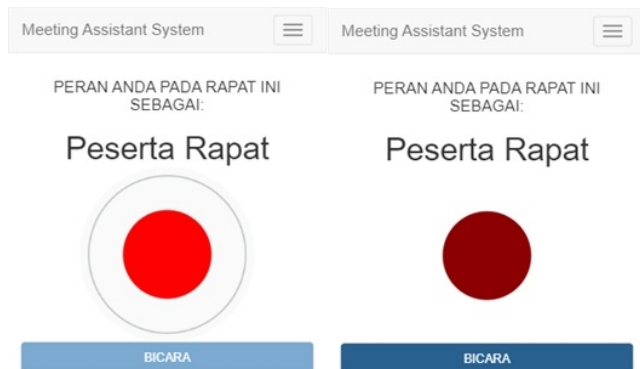 Meeting Assistant System
PERAN ANDA PADA RAPAT INI
SEBAGAI:
Peserta Rapat
BICARA
Meeting Assistant System
PERAN ANDA PADA RAPAT INI
SEBAGAI:
Peserta Rapat
BICARA